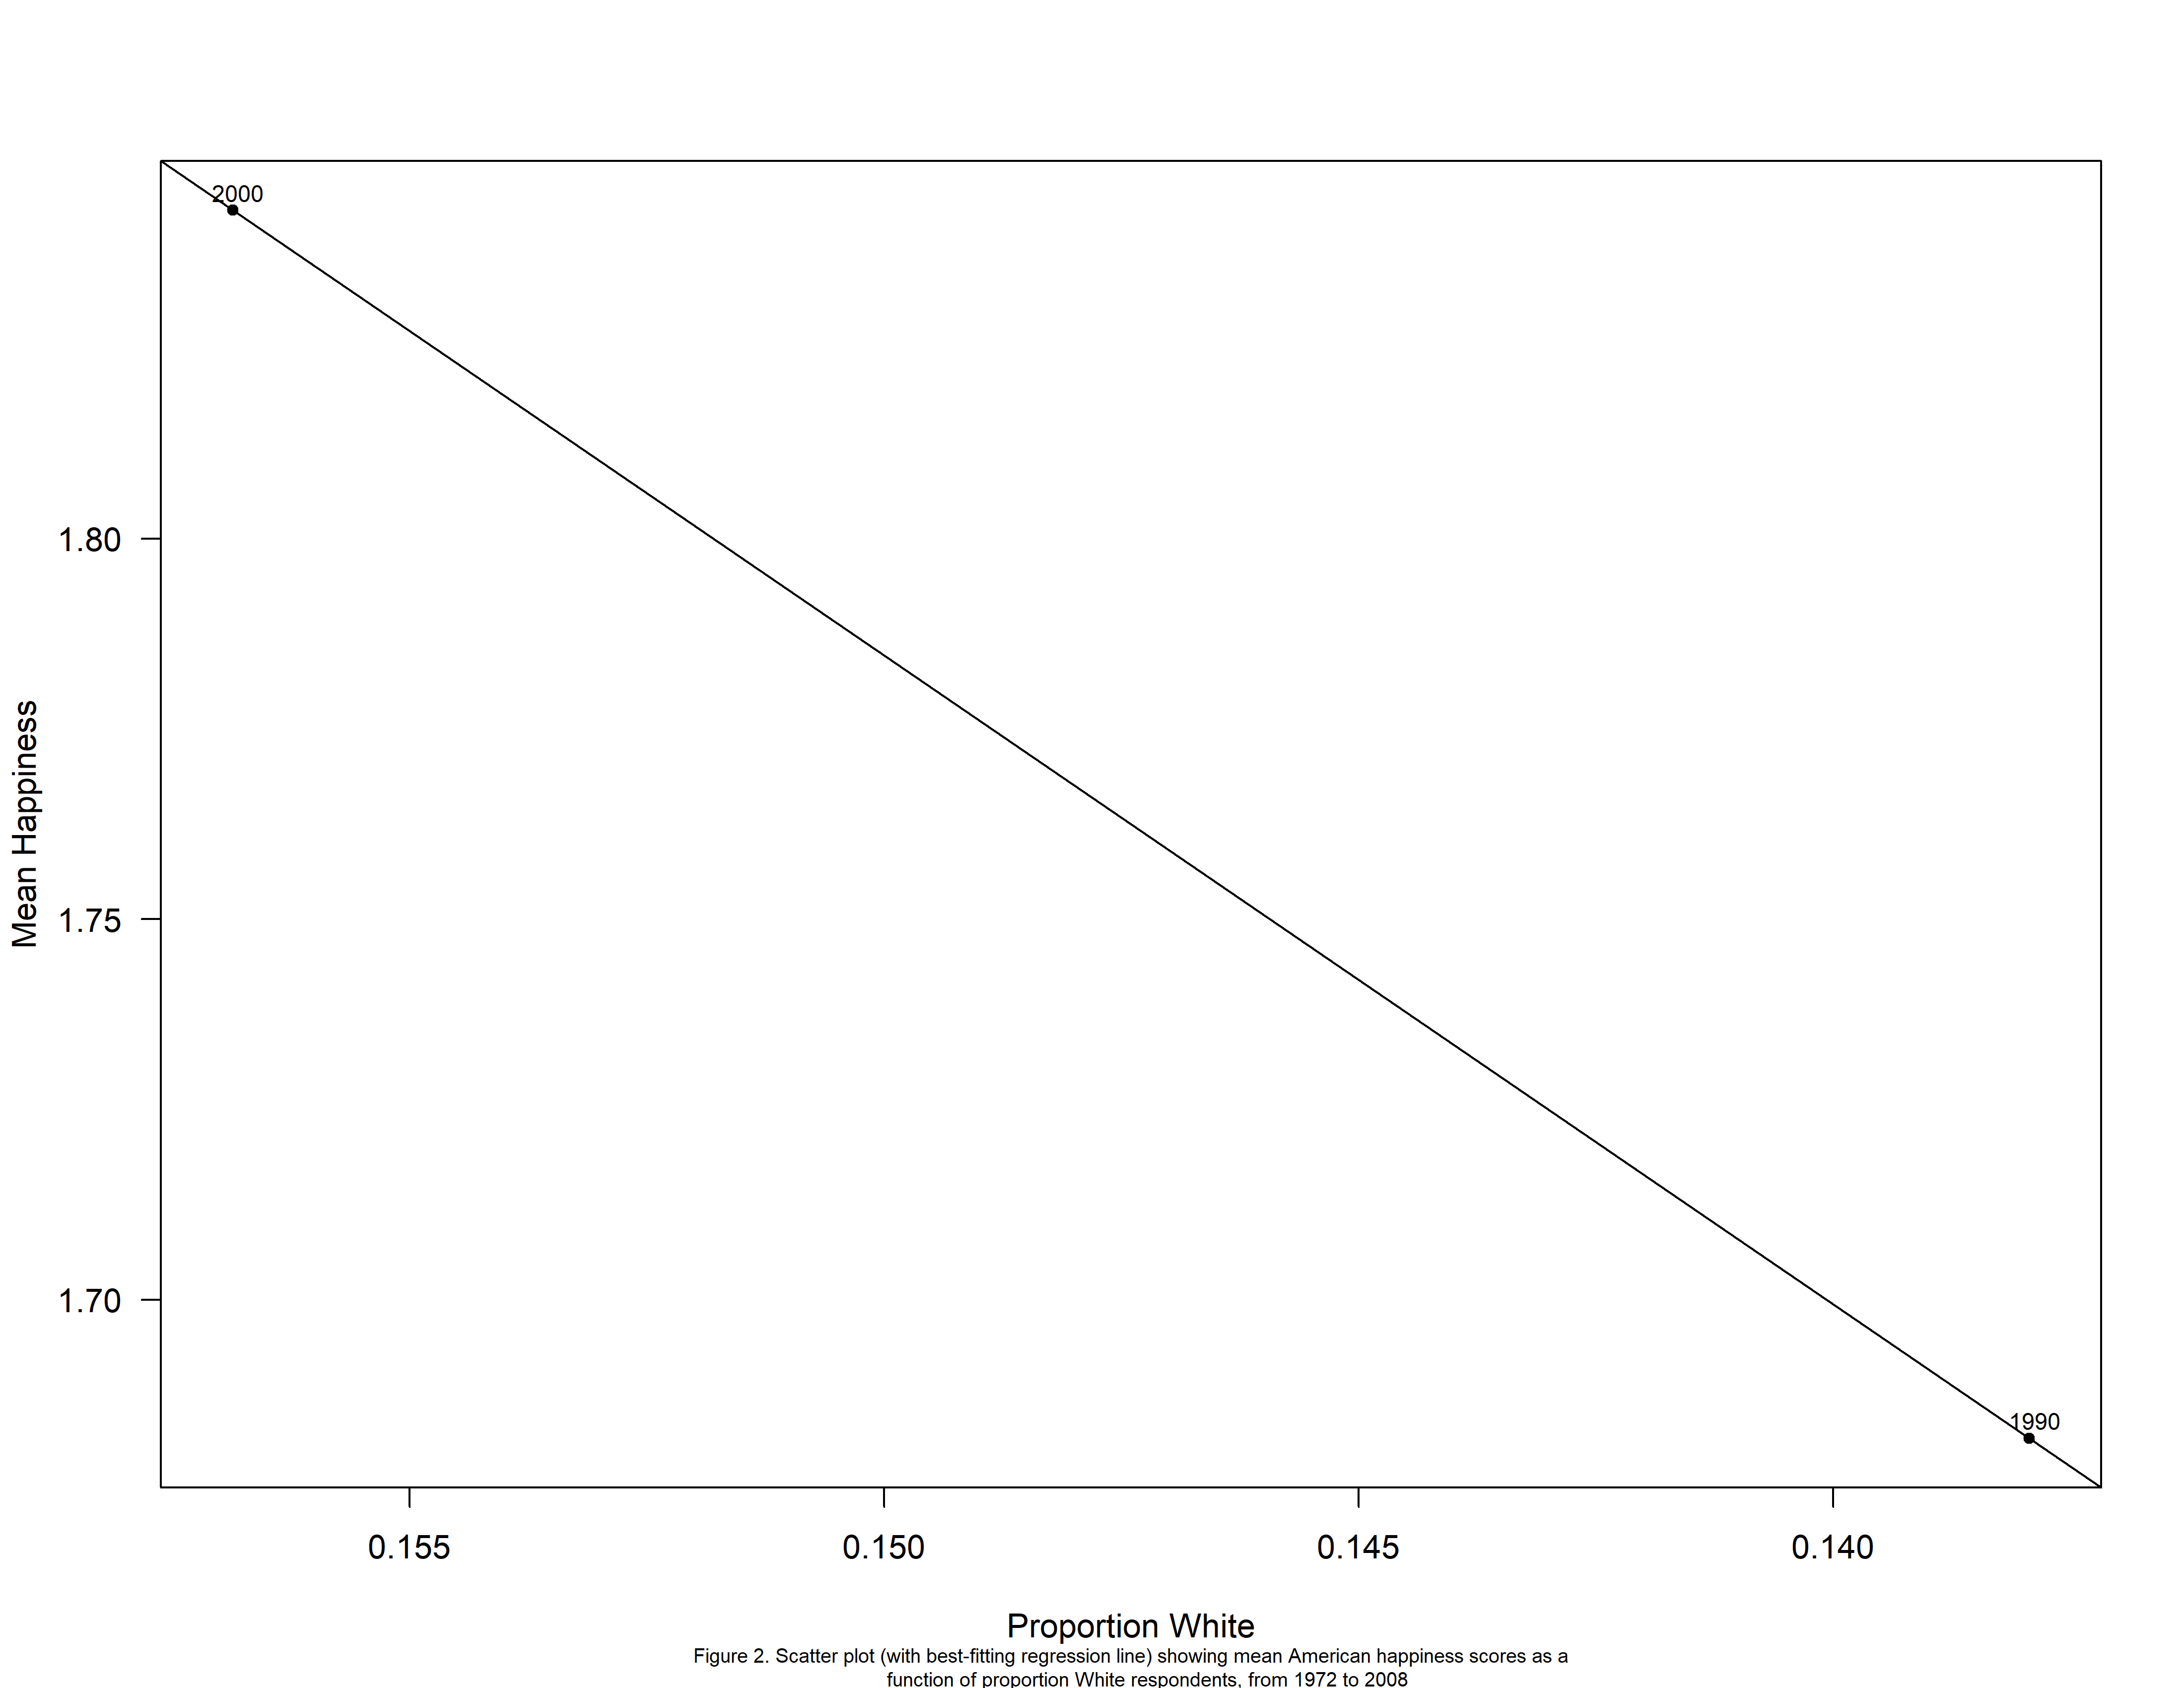 2000
1.80
Mean Happiness
1.75
1.70
1990
0.155 0.150 0.145 0.140
Proportion White
Figure 2. Scatter plot (with best-fitting regression line) showing mean American happiness scores as a
function of proportion White respondents, from 1972 to 2008